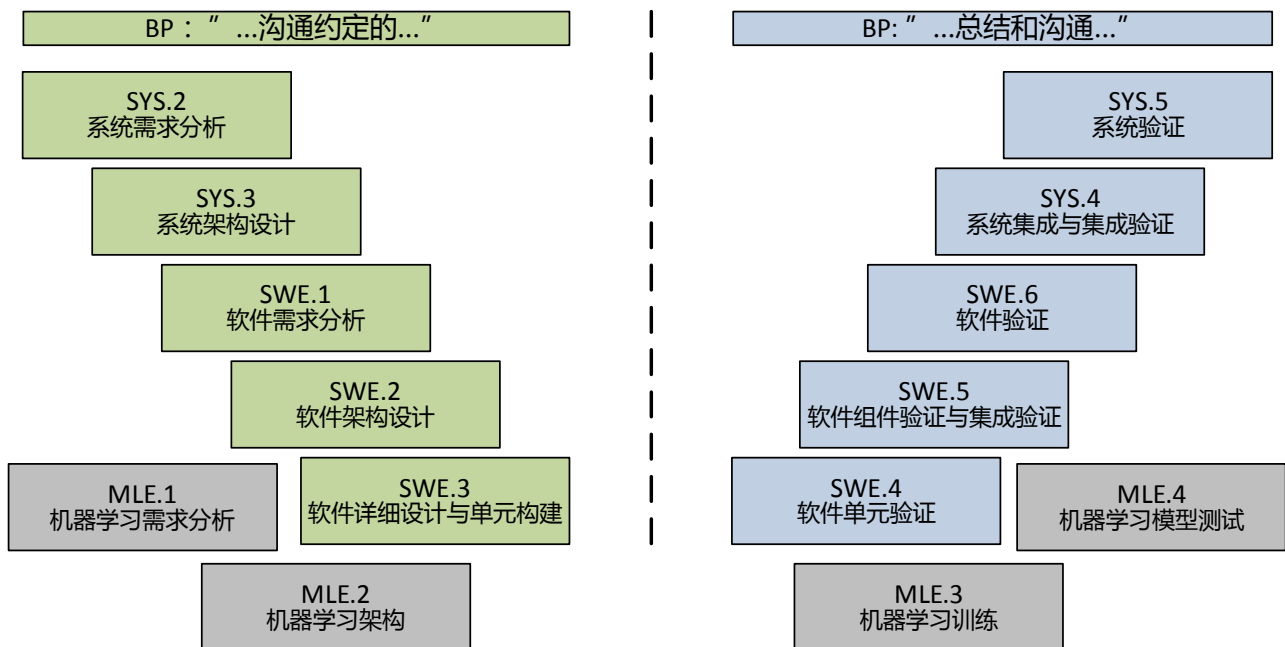 BP : ” ...沟通约定的...”
BP: ” ...总结和沟通...”
SYS.2
系统需求分析
SYS.5
系统验证
SYS.3
系统架构设计
SYS.4
系统集成与集成验证
SWE.1
软件需求分析
SWE.6
软件验证
SWE.2
软件架构设计
SWE.5
软件组件验证与集成验证
MLE.1
机器学习需求分析
SWE.3
软件详细设计与单元构建
SWE.4
软件单元验证
MLE.4
机器学习模型测试
MLE.2
机器学习架构
MLE.3
机器学习训练